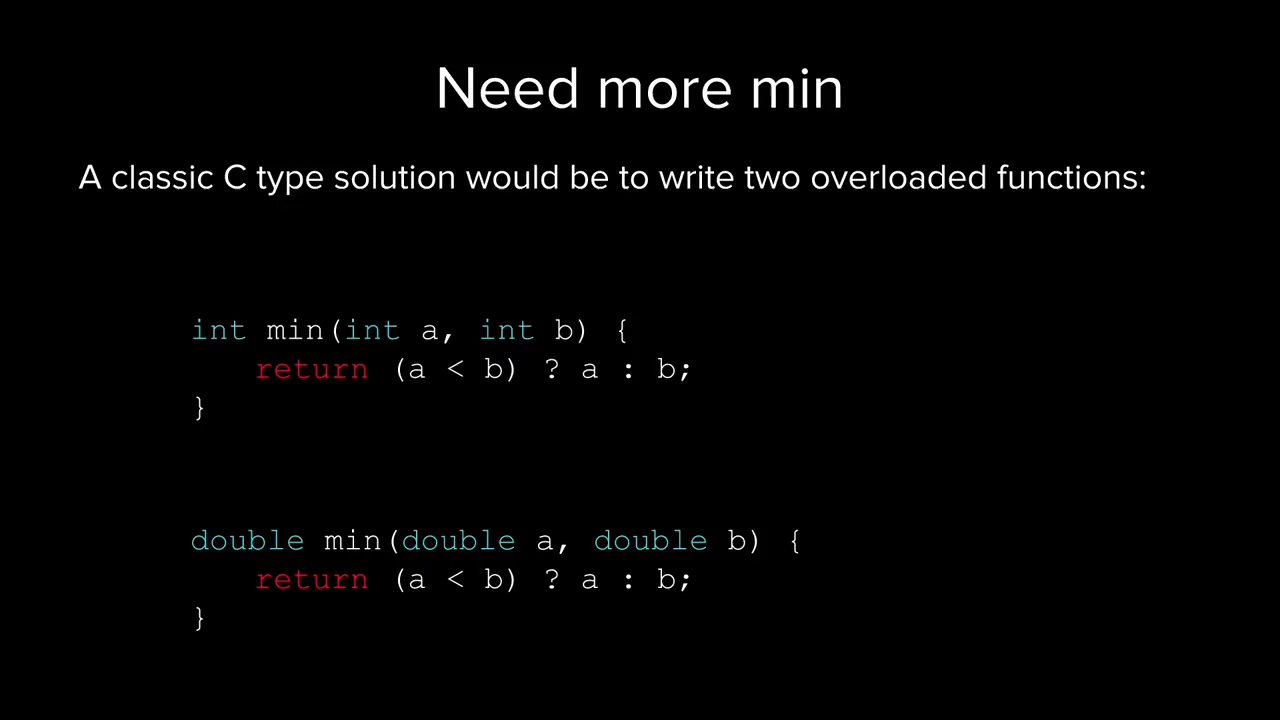 Need more min
A classic C type solution would be to write two overloaded functions:
int min(int a, int b) {
return (a < b) ? a : b;
}
double min(double a, double b) {
return (a < b) ? a : b;
}